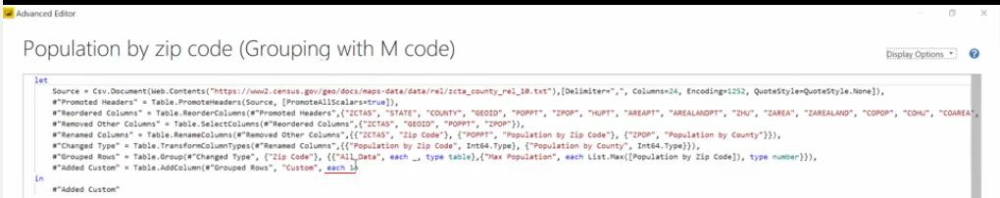 Advanced Editor
Population by zip code (Grouping with M code)
Display Options
let
Source = Csv.Document(Web.Contents("https://www2.census.gov/geo/docs/maps-data/data/rel/zcta_county_rel_10.txt"),[Delimiter=",", Columns=24, Encoding=1252, QuoteStyle=QuoteStyle.None]),
#"Promoted Headers" = Table.PromoteHeaders(Source, [PromoteAllScalars=true]),
#"Reordered Columns" = Table.ReorderColumns(#"Promoted Headers",{"ZCTA5", "STATE", "COUNTY", "GEOID", "POPPT", "ZPOP", "HUPT", "AREAPT", "AREALANDPT", "ZHU", "ZAREA", "ZAREALAND", "COPOP", "COHU", "COAREA",
#"Removed Other Columns" = Table.SelectColumns(#"Reordered Columns",{"ZCTA5", "GEOID", "POPPT", "ZPOP"}),
#"Renamed Columns" = Table.RenameColumns(#"Removed Other Columns",{{"ZCTA5", "Zip Code"}, {"POPPT", "Population by Zip Code"}, {"ZPOP", "Population by County"}}),
#"Changed Type" = Table.TransformColumnTypes(#"Renamed Columns",{{"Population by Zip Code", Int64.Type}, {"Population by County", Int64.Type}}),
#"Grouped Rows" = Table.Group(#"Changed Type", {"Zip Code"}, {{"All Data", each _, type table},{"Max Population", each List.Max([Population by Zip Code]), type number}}),
#"Added Custom" = Table.AddColumn(#"Grouped Rows", "Custom", each
in
#"Added Custom"